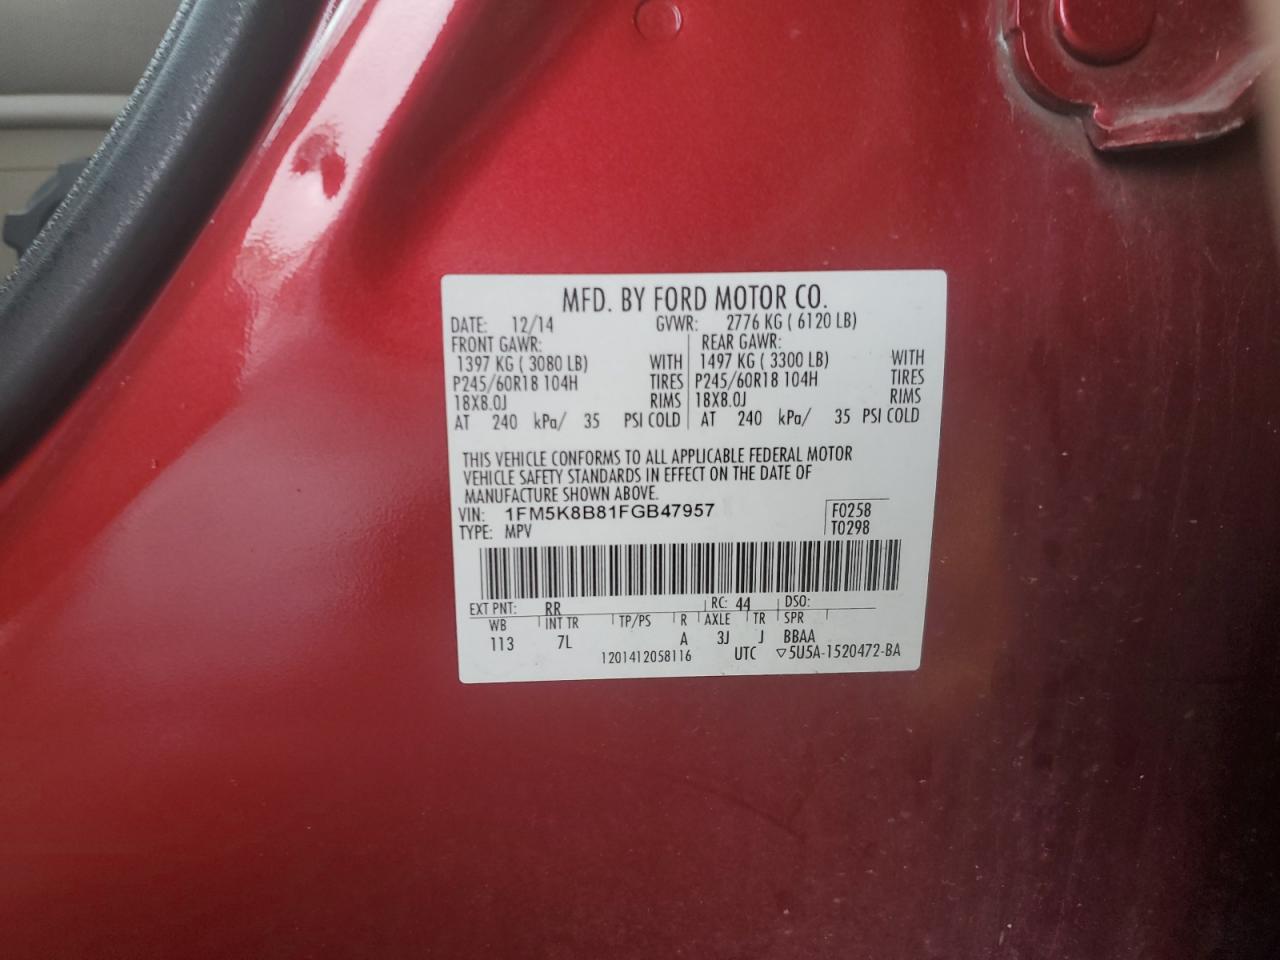 MFD. BY FORD MOTOR CO.
DATE: 12/14 GVWR: 2776 KG ( 6120 LB)
FRONT GAWR: REAR GAWR:
1397 KG ( 3080 LB) WITH 1497 KG ( 3300 LB) WITH
P245/60R18 104H TIRES P245/60R18 104H TIRES
18X8.0J RIMS 18X8.0J RIMS
AT 240 kPa/ 35 PSI COLD AT 240 kPa/ 35 PSI COLD
THIS VEHICLE CONFORMS TO ALL APPLICABLE FEDERAL MOTOR
VEHICLE SAFETY STANDARDS IN EFFECT ON THE DATE OF
MANUFACTURE SHOWN ABOVE.
VIN: 1FM5K8B81FGB47957 F0258
TYPE: MPV T0298
EXT PNT: RR RC: 44 DSO:
WB INT TR TP/PS R AXLE TR SPR
113 7L A 3J J BBAA
1201412058116 UTC ▽5U5A-1520472-BA